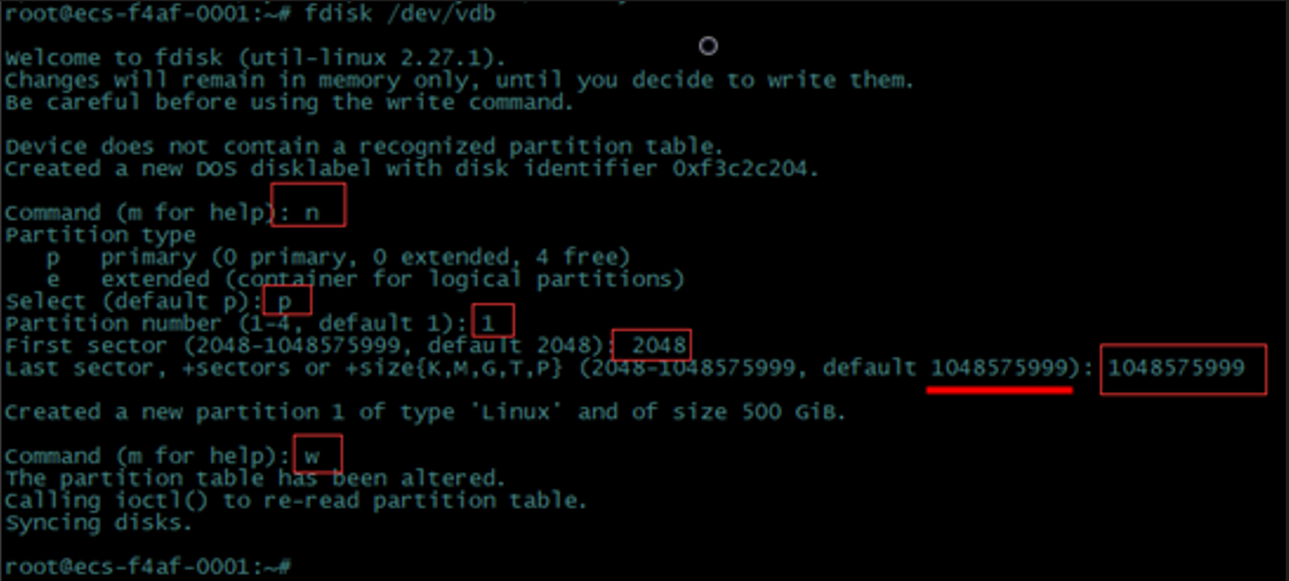 root@ecs-f4af-0001:~# fdisk /dev/vdb
Welcome to fdisk (util-linux 2.27.1).
Changes will remain in memory only, until you decide to write them.
Be careful before using the write command.
Device does not contain a recognized partition table.
Created a new DOS disklabel with disk identifier 0xf3c2c204.
Command (m for help): n
Partition type
   p   primary (0 primary, 0 extended, 4 free)
   e   extended (container for logical partitions)
Select (default p): p
Partition number (1-4, default 1): 1
First sector (2048-1048575999, default 2048): 2048
Last sector, +sectors or +size{K,M,G,T,P} (2048-1048575999, default 1048575999): 1048575999
Created a new partition 1 of type 'Linux' and of size 500 GiB.
Command (m for help): w
The partition table has been altered.
Calling ioctl() to re-read partition table.
Syncing disks.
root@ecs-f4af-0001:~#